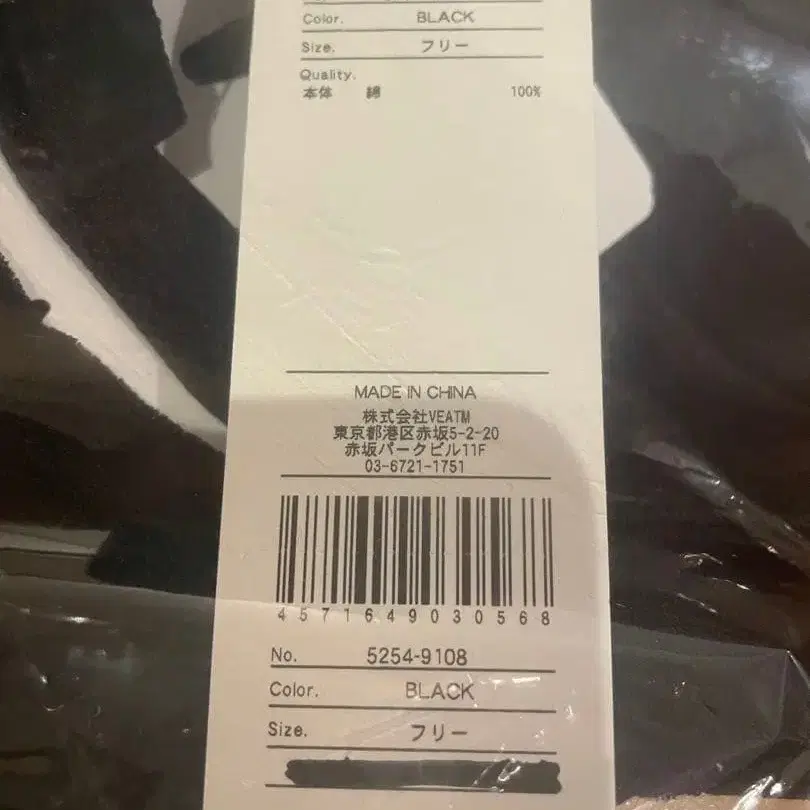 Color. BLACK
Size. フリー
Quality.
本体 綿 100%
MADE IN CHINA
株式会社VEATM
東京都港区赤坂5-2-20
赤坂パークビル11F
03-6721-1751
4571649030568
No. 5254-9108
Color. BLACK
Size. フリー